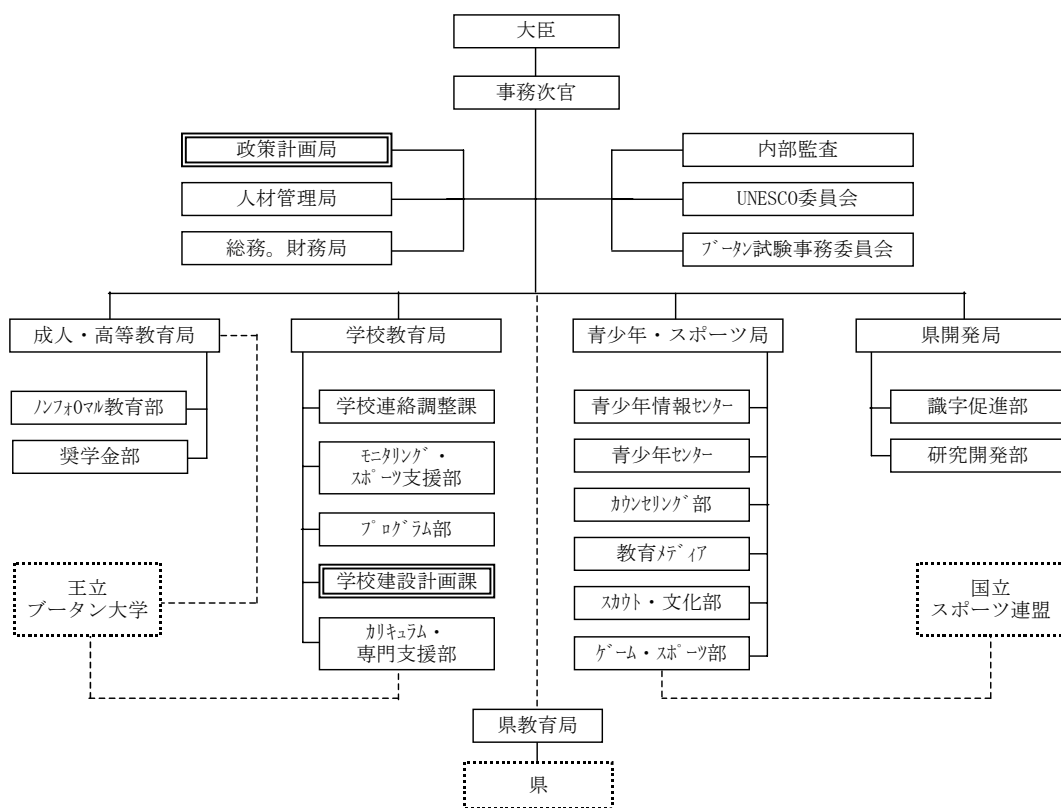 大臣
事務次官
政策計画局
内部監査
人材管理局
UNESCO委員会
総務。財務局
ﾌﾞｰﾀﾝ試験事務委員会
成人・高等教育局
学校教育局
青少年・スポーツ局
県開発局
ﾉﾝﾌｫ0ﾏﾙ教育部
奨学金部
学校連絡調整課
ﾓﾆﾀﾘﾝｸﾞ・
ｽﾎﾟｰﾂ支援部
ﾌﾟﾛｸﾞﾗﾑ部
学校建設計画課
ｶﾘｷｭﾗﾑ・
専門支援部
青少年情報ｾﾝﾀｰ
青少年ｾﾝﾀｰ
ｶｳﾝｾﾘﾝｸﾞ部
教育ﾒﾃﾞｨｱ
ｽｶｳﾄ・文化部
ｹﾞｰﾑ・ｽﾎﾟｰﾂ部
識字促進部
研究開発部
王立
ブータン大学
国立
スポーツ連盟
県教育局
県